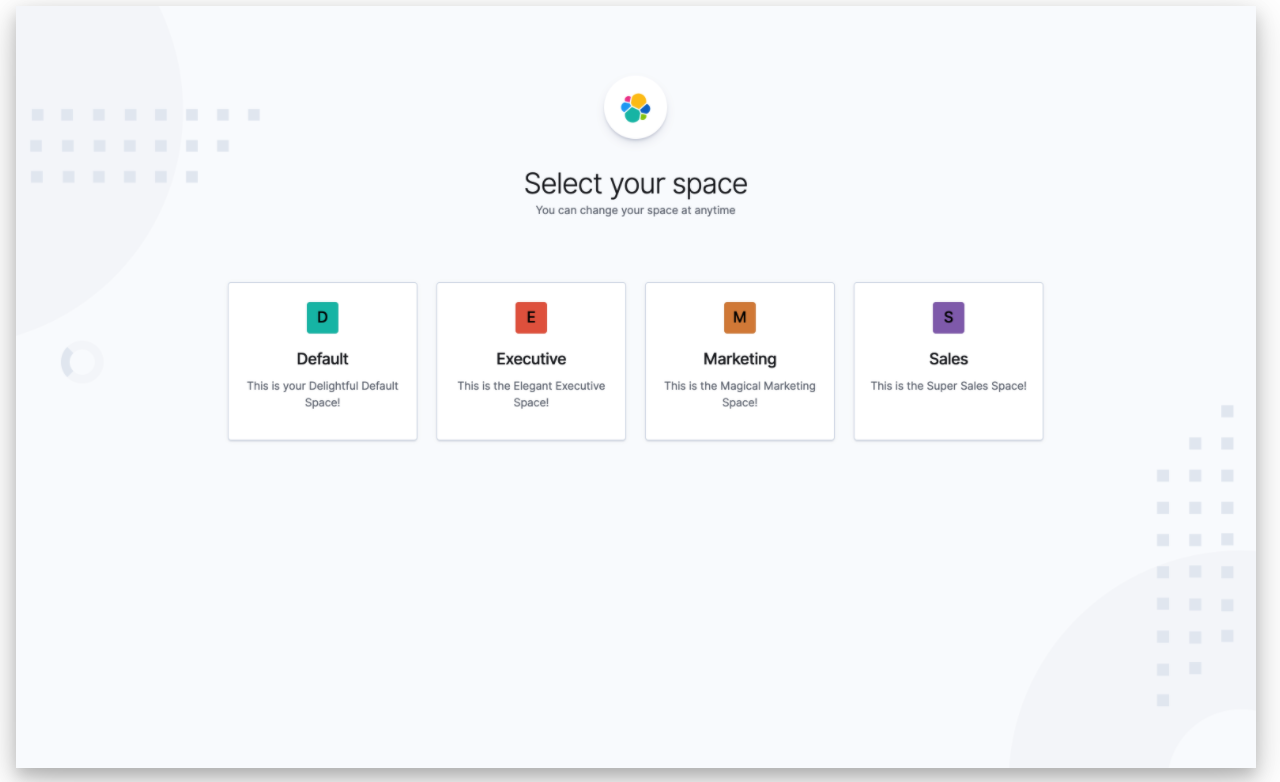 Select your space
You can change your space at anytime
D
E
M
S
Default
Executive
Marketing
Sales
This is your Delightful Default
Space!
This is the Elegant Executive
Space!
This is the Magical Marketing
Space!
This is the Super Sales Space!